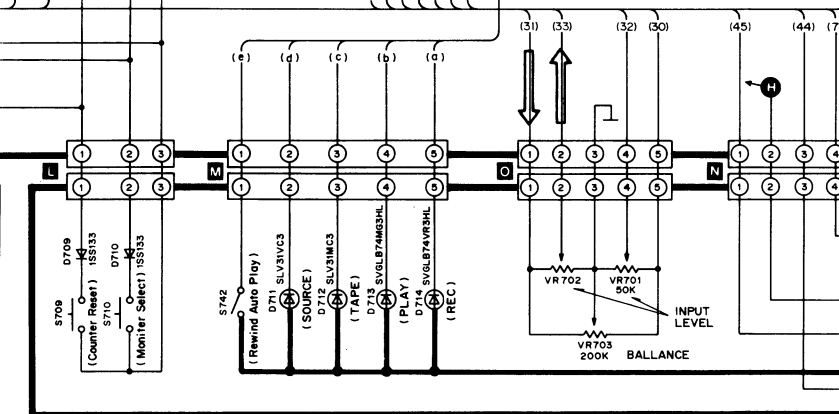 (31) (33) (32) (30) (45) (44)
(e) (d) (c) (b) (a)
H
1 2 3 1 2 3 4 5 1 2 3 4 5 1 2 3 4
L M O N
1 2 3 1 2 3 4 5 1 2 3 4 5 1 2 3 4
D709
1SS133
D710
1SS133
S709
(Counter Reset)
S710
(Moniter Select)
S742
(Rewind Auto Play)
D711
SLV31VC3
(SOURCE)
D712
SLV31MC3
(TAPE)
D713
SVGLB74MG3HL
(PLAY)
D714
SVGLB74VR3HL
(REC)
VR702
VR701
50K
INPUT
LEVEL
VR703
200K
BALLANCE